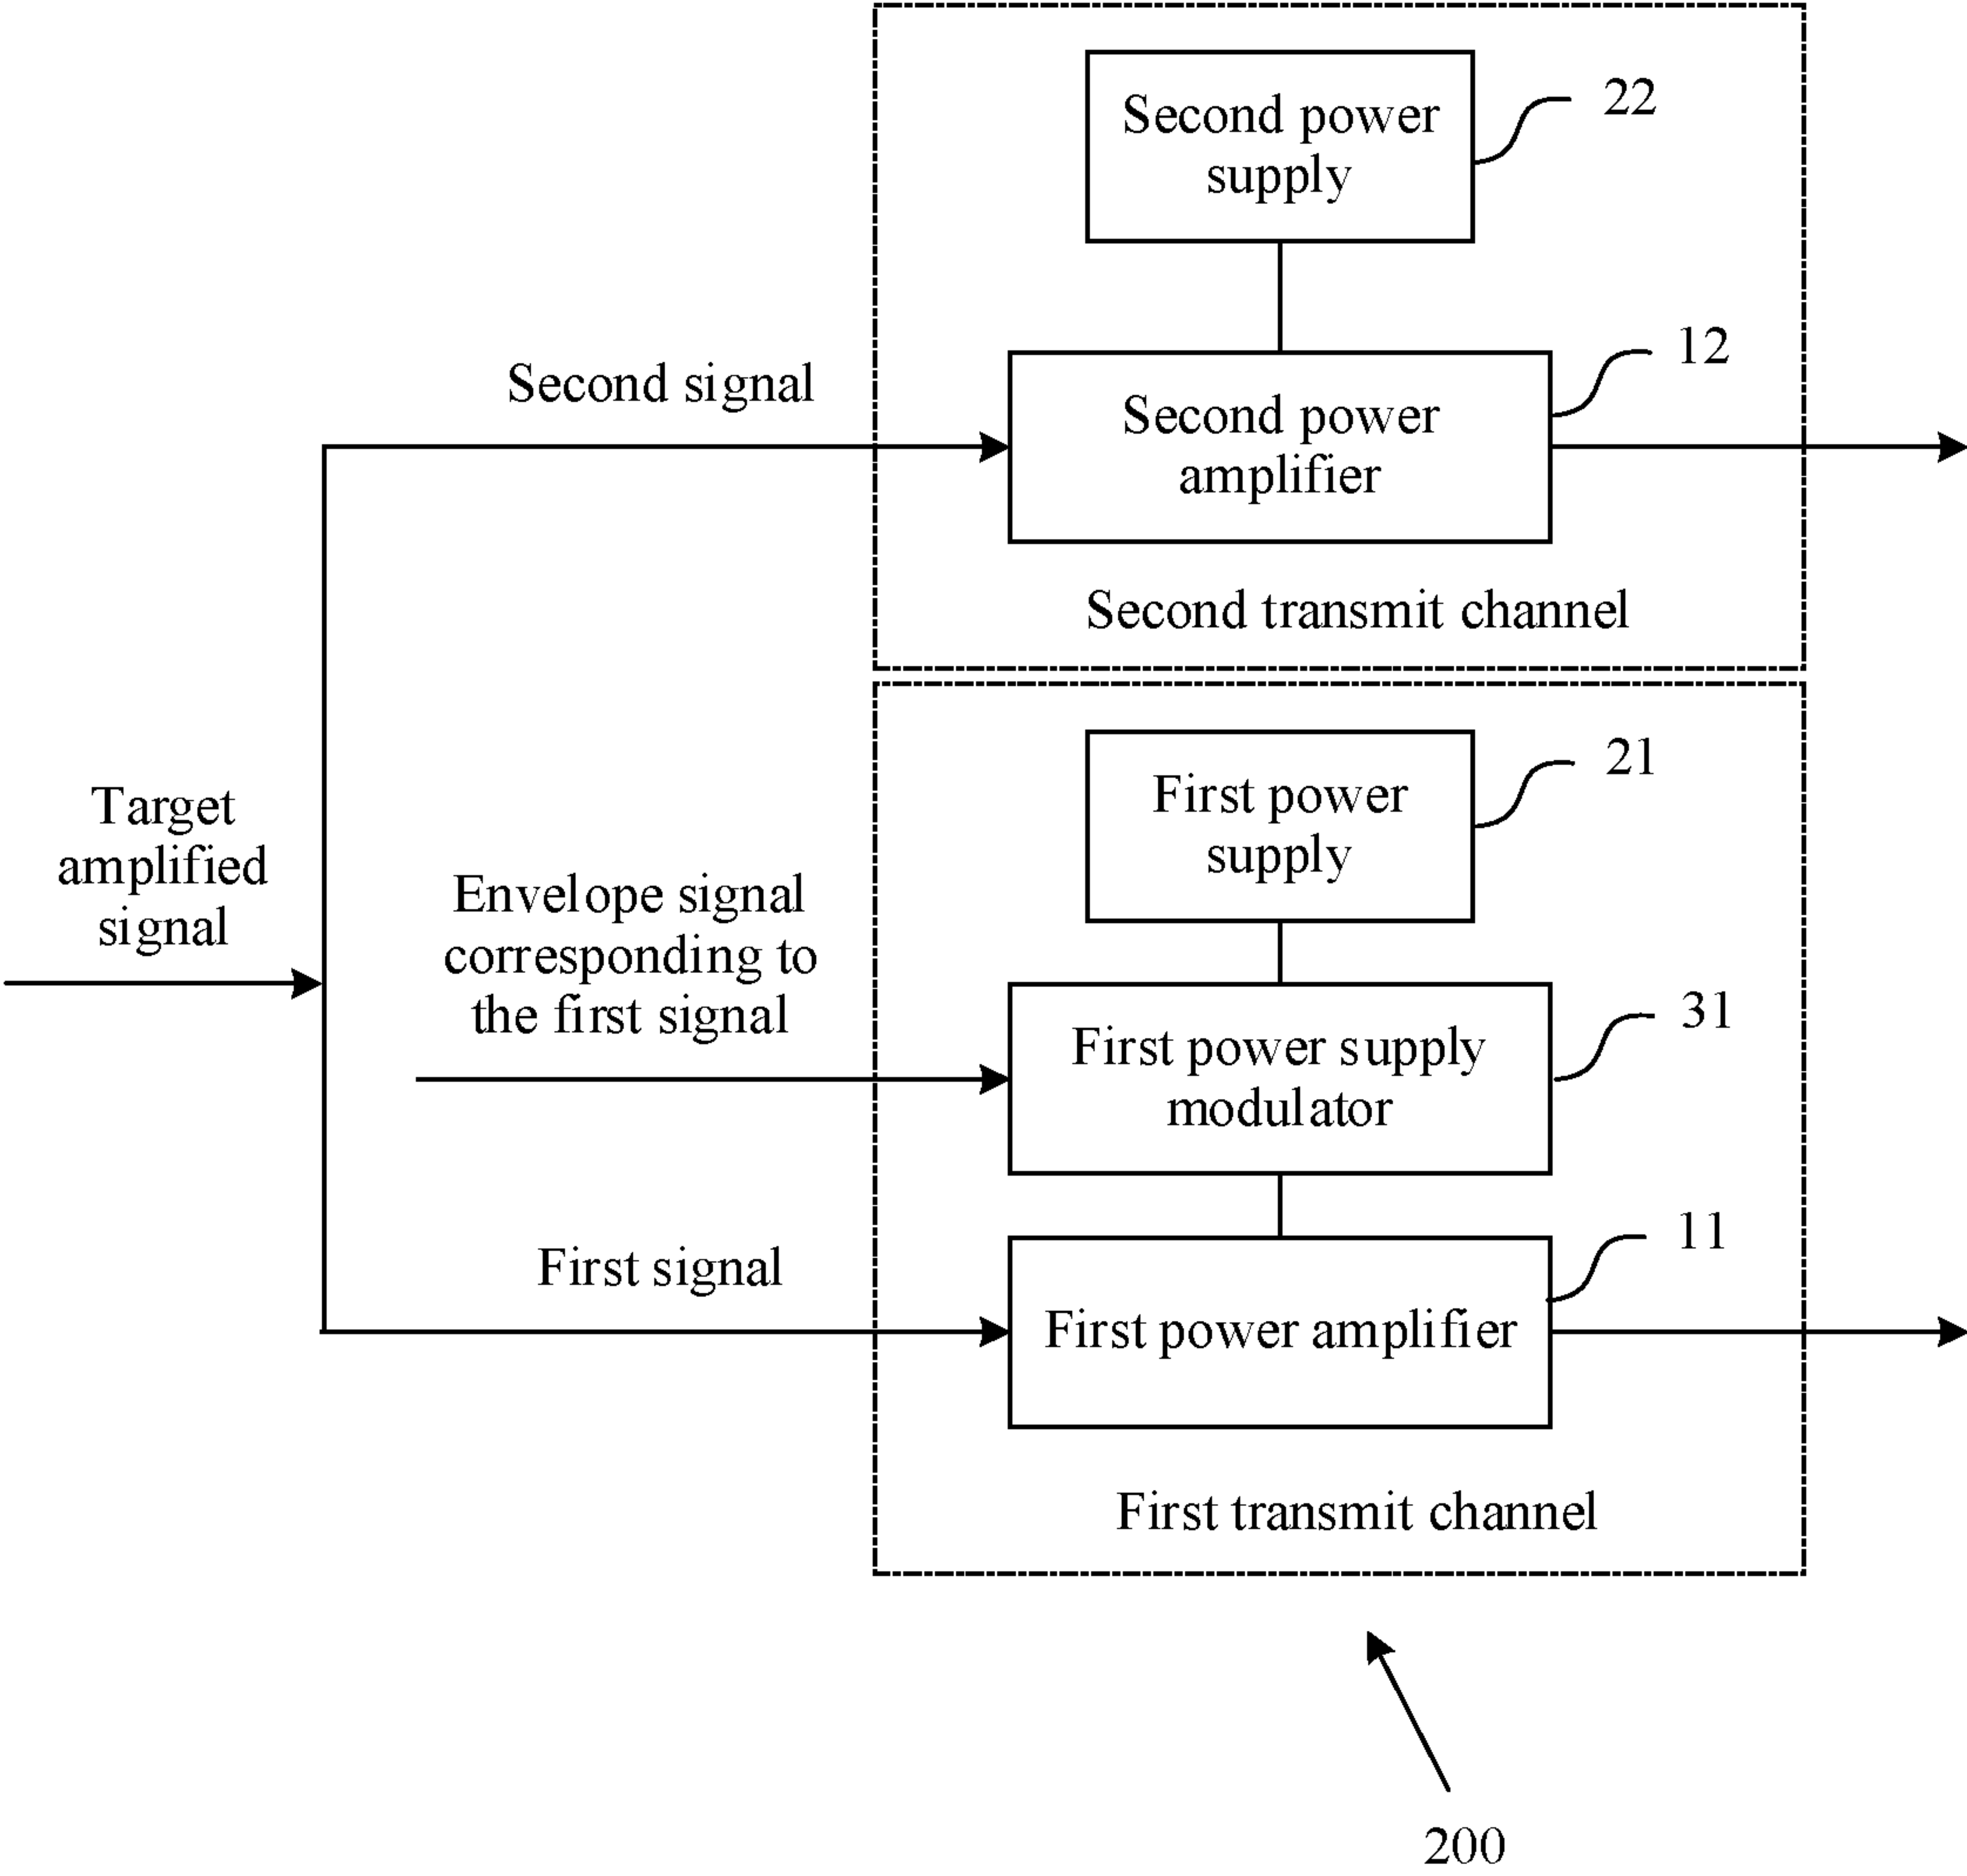 Second power
supply
22
Second signal
Second power
amplifier
12
Second transmit channel
Target
amplified
signal
First power
supply
21
Envelope signal
corresponding to
the first signal
First power supply
modulator
31
First signal
First power amplifier
11
First transmit channel
200